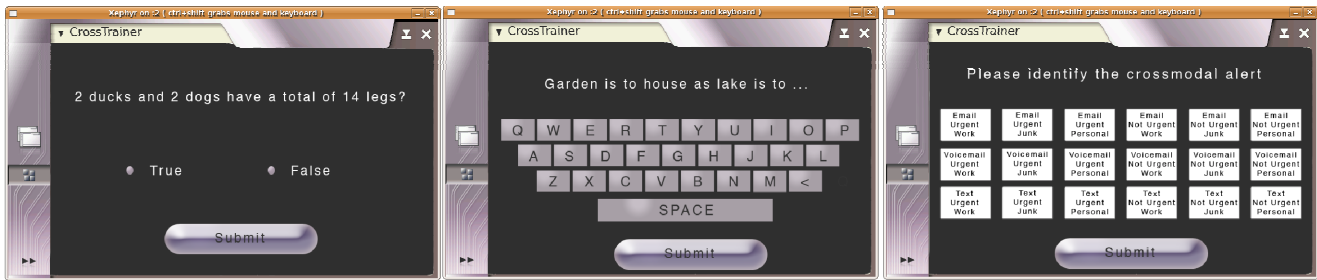 Xephyr on :2 ( ctrl+shift grabs mouse and keyboard )
CrossTrainer
2 ducks and 2 dogs have a total of 14 legs?
True
False
Submit
Xephyr on :2 ( ctrl+shift grabs mouse and keyboard )
CrossTrainer
Garden is to house as lake is to ...
Q W E R T Y U I O P
A S D F G H J K L
Z X C V B N M <
SPACE
Submit
Xephyr on :2 ( ctrl+shift grabs mouse and keyboard )
CrossTrainer
Please identify the crossmodal alert
Email Email Email Email Email Email
Urgent Urgent Urgent Not Urgent Not Urgent Not Urgent
Work Junk Personal Work Junk Personal
Voicemail Voicemail Voicemail Voicemail Voicemail Voicemail
Urgent Urgent Urgent Not Urgent Not Urgent Not Urgent
Work Junk Personal Work Junk Personal
Text Text Text Text Text Text
Urgent Urgent Urgent Not Urgent Not Urgent Not Urgent
Work Junk Personal Work Junk Personal
Submit